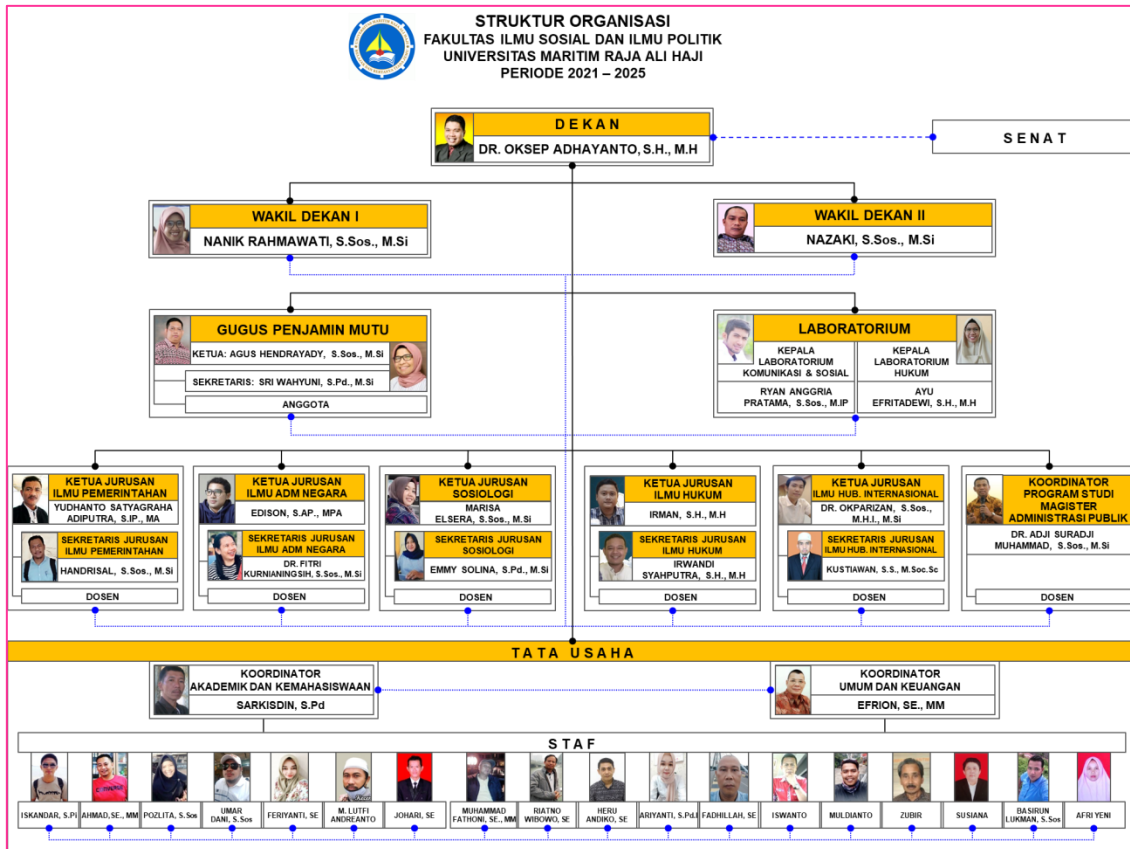 STRUKTUR ORGANISASI
FAKULTAS ILMU SOSIAL DAN ILMU POLITIK
UNIVERSITAS MARITIM RAJA ALI HAJI
PERIODE 2021 – 2025
DEKAN
DR. OKSEP ADHAYANTO, S.H., M.H
SENAT
WAKIL DEKAN I
NANIK RAHMAWATI, S.Sos., M.Si
WAKIL DEKAN II
NAZAKI, S.Sos., M.Si
GUGUS PENJAMIN MUTU
KETUA: AGUS HENDRAYADY, S.Sos., M.Si
SEKRETARIS: SRI WAHYUNI, S.Pd., M.Si
ANGGOTA
LABORATORIUM
KEPALA
LABORATORIUM
KOMUNIKASI & SOSIAL
RYAN ANGGRIA
PRATAMA, S.Sos., M.IP
KEPALA
LABORATORIUM
HUKUM
AYU
EFRITADEWI, S.H., M.H
KETUA JURUSAN
ILMU PEMERINTAHAN
YUDHANTO SATYAGRAHA
ADIPUTRA, S.IP., MA
SEKRETARIS JURUSAN
ILMU PEMERINTAHAN
HANDRISAL, S.Sos., M.Si
DOSEN
KETUA JURUSAN
ILMU ADM NEGARA
EDISON, S.AP., MPA
SEKRETARIS JURUSAN
ILMU ADM NEGARA
DR. FITRI
KURNIANINGSIH, S.Sos., M.Si
DOSEN
KETUA JURUSAN
SOSIOLOGI
MARISA
ELSERA, S.Sos., M.Si
SEKRETARIS JURUSAN
SOSIOLOGI
EMMY SOLINA, S.Pd., M.Si
DOSEN
KETUA JURUSAN
ILMU HUKUM
IRMAN, S.H., M.H
SEKRETARIS JURUSAN
ILMU HUKUM
IRWANDI
SYAHPUTRA, S.H., M.H
DOSEN
KETUA JURUSAN
ILMU HUB. INTERNASIONAL
DR. OKPARIZAN, S.Sos.,
M.H.I., M.Si
SEKRETARIS JURUSAN
ILMU HUB. INTERNASIONAL
KUSTIAWAN, S.S., M.Soc.Sc
DOSEN
KOORDINATOR
PROGRAM STUDI
MAGISTER
ADMINISTRASI PUBLIK
DR. ADJI SURADJI
MUHAMMAD, S.Sos., M.Si
DOSEN
TATA USAHA
KOORDINATOR
AKADEMIK DAN KEMAHASISWAAN
SARKISDIN, S.Pd
KOORDINATOR
UMUM DAN KEUANGAN
EFRION, SE., MM
STAF
ISKANDAR, S.Pi
AHMAD,SE., MM
POZLITA, S.Sos
UMAR
DANI, S.Sos
FERIYANTI, SE
M. LUTFI
ANDREANTO
JOHARI, SE
MUHAMMAD
FATHONI, SE., MM
RIATNO
WIBOWO, SE
HERU
ANDIKO, SE
ARIYANTI, S.Pd.I
FADHILLAH, SE
ISWANTO
MULDIANTO
ZUBIR
SUSIANA
BASIRUN
LUKMAN, S.Sos
AFRI YENI